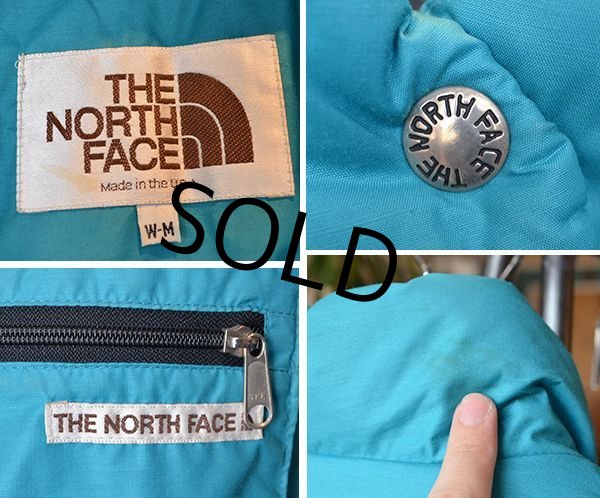 THE
NORTH
FACE
Made in the U.S.A.
W-M
THE NORTH FACE
SOLD
THE NORTH FACE